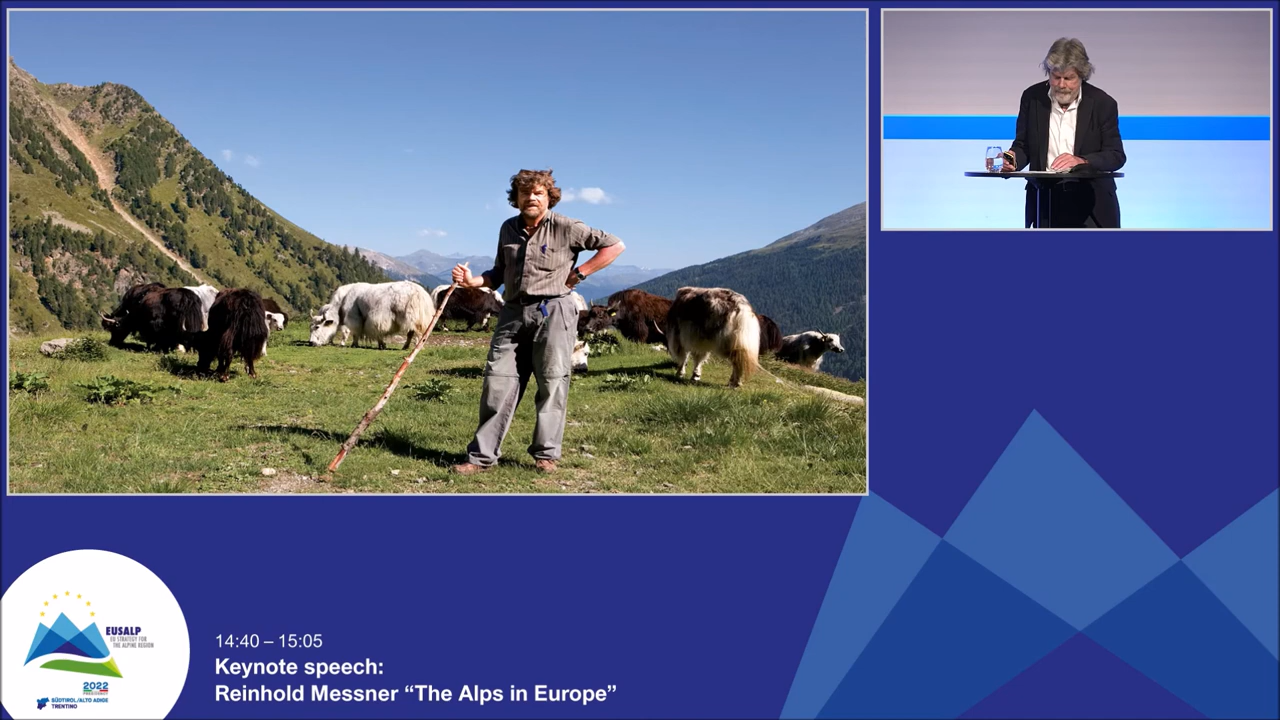 EUSALP
EU STRATEGY FOR
THE ALPINE REGION
2022
PRESIDENCY
SÜDTIROL/ALTO ADIGE
TRENTINO
14:40 – 15:05
Keynote speech:
Reinhold Messner “The Alps in Europe”